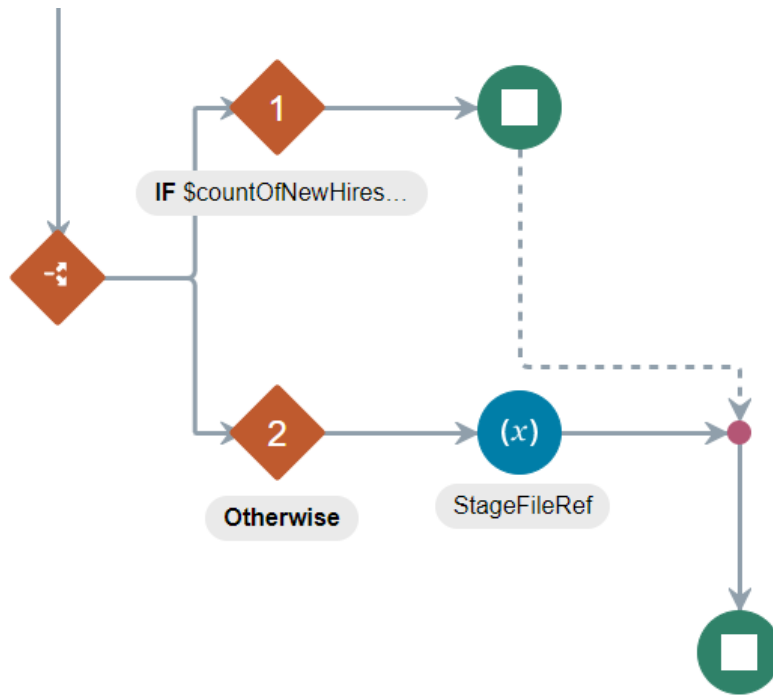 1
IF $countOfNewHires...
2
(x)
Otherwise
StageFileRef